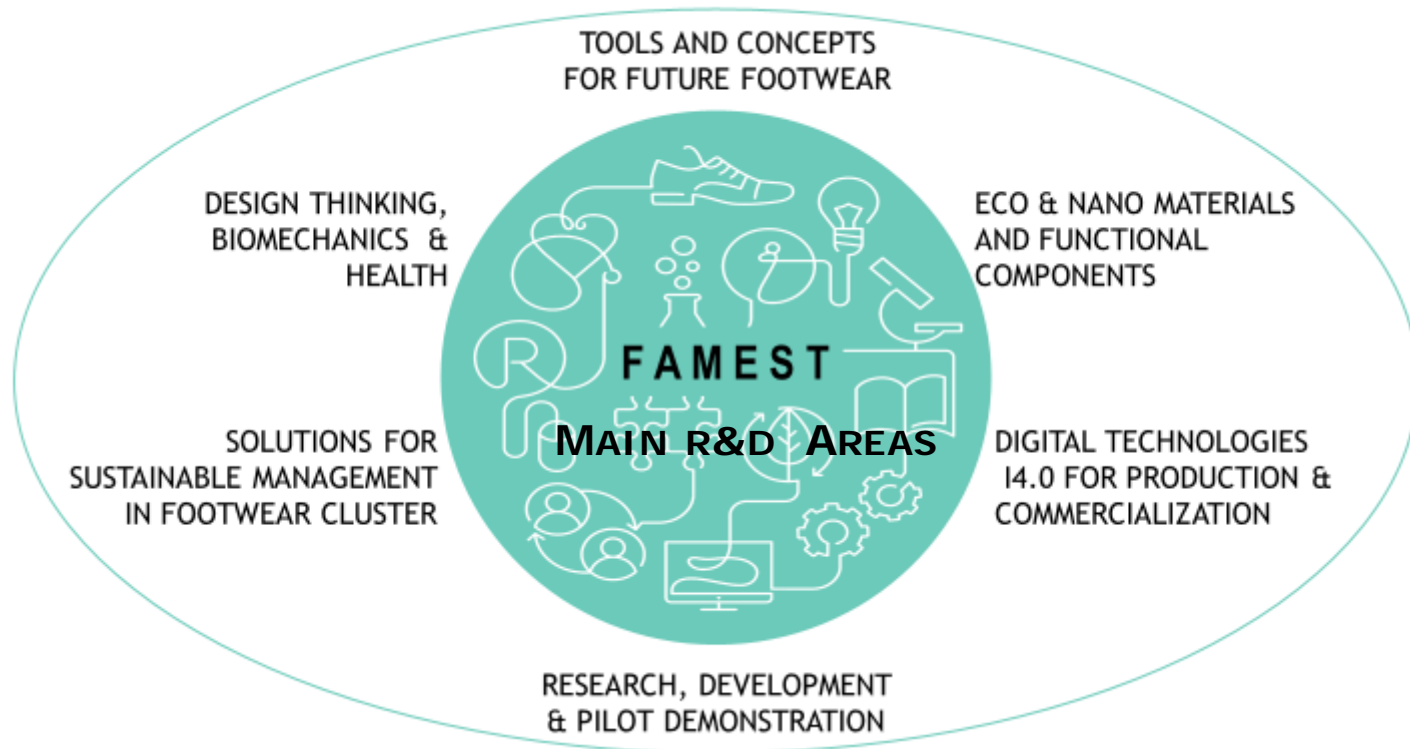 TOOLS AND CONCEPTS
FOR FUTURE FOOTWEAR
DESIGN THINKING,
BIOMECHANICS &
HEALTH
ECO & NANO MATERIALS
AND FUNCTIONAL
COMPONENTS
R
FAMEST
MAIN R&D AREAS
SOLUTIONS FOR
SUSTAINABLE MANAGEMENT
IN FOOTWEAR CLUSTER
DIGITAL TECHNOLOGIES
I4.0 FOR PRODUCTION &
COMMERCIALIZATION
RESEARCH, DEVELOPMENT
& PILOT DEMONSTRATION